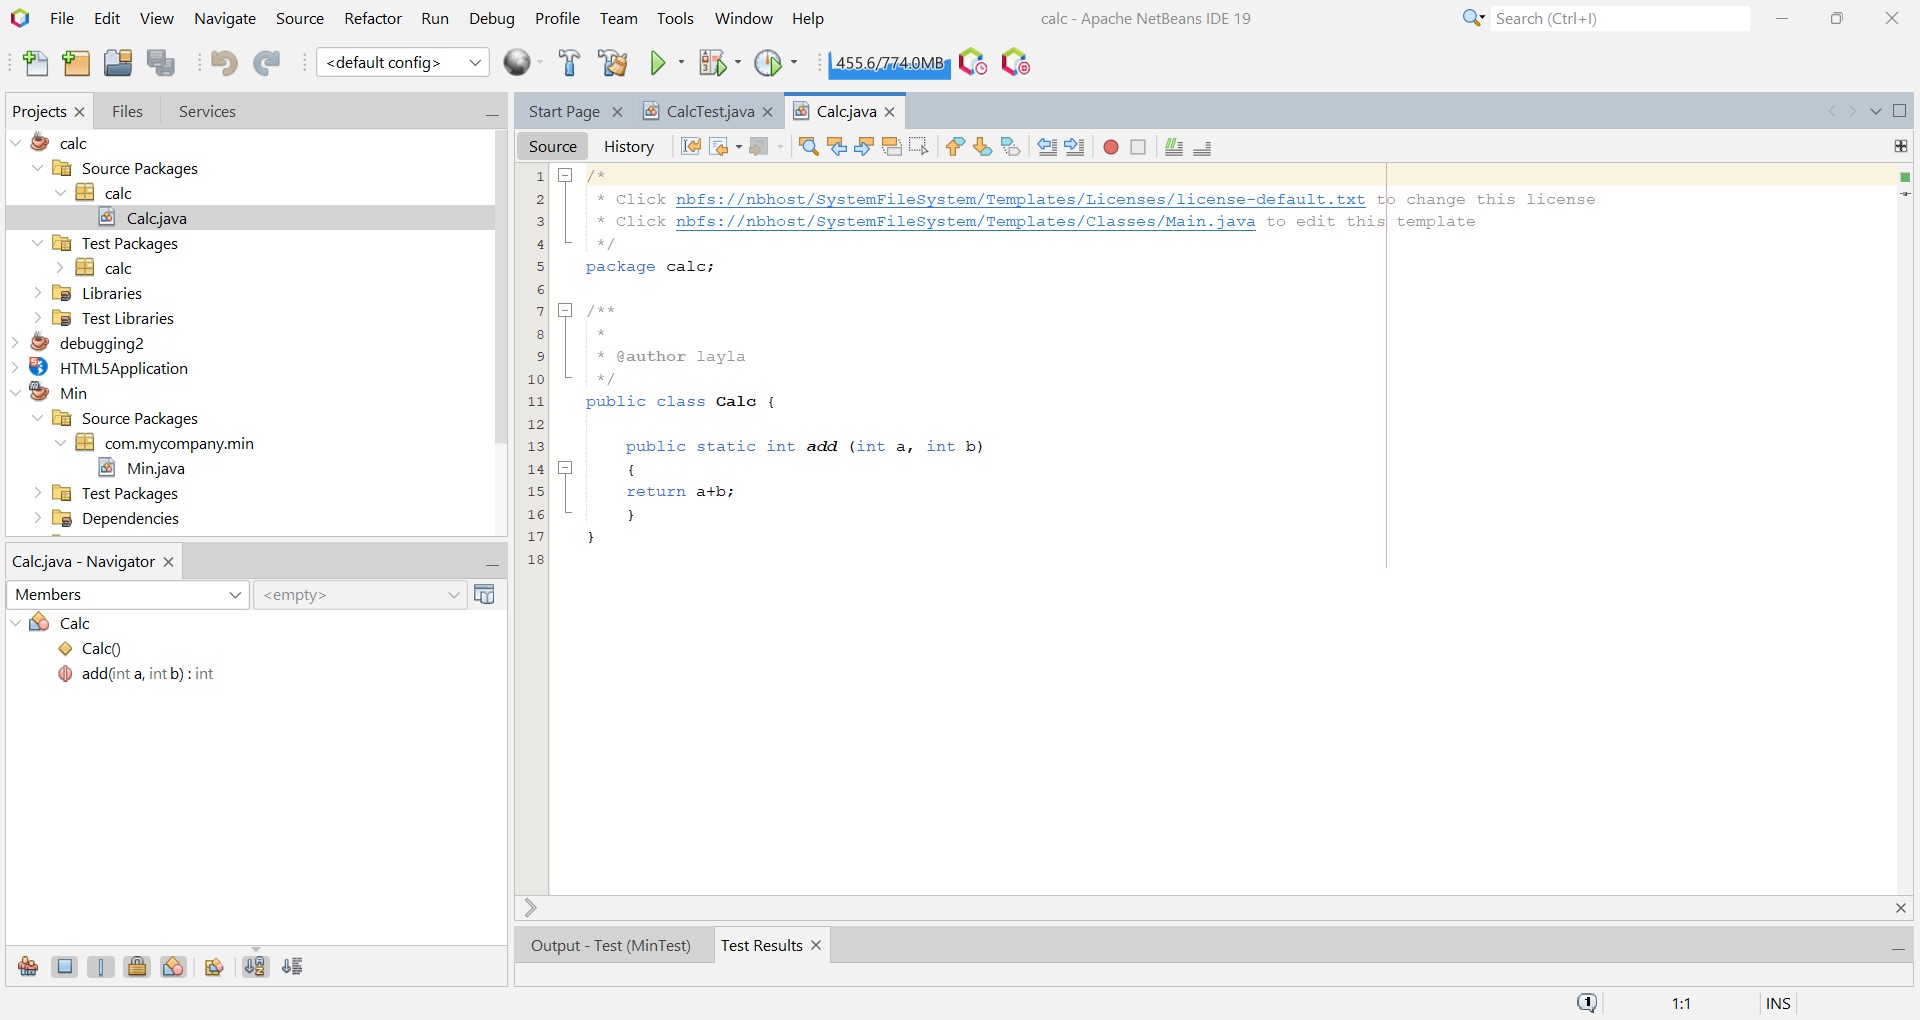 File Edit View Navigate Source Refactor Run Debug Profile Team Tools Window Help
calc - Apache NetBeans IDE 19
Search (Ctrl+I)
<default config>
455.6/774.0MB
Projects Files Services
calc
Source Packages
calc
Calc.java
Test Packages
calc
Libraries
Test Libraries
debugging2
HTML5Application
Min
Source Packages
com.mycompany.min
Min.java
Test Packages
Dependencies
Calc.java - Navigator
Members <empty>
Calc
Calc()
add(int a, int b) : int
Start Page CalcTest.java Calc.java
Source History
1 /*
2 * Click nbfs://nbhost/SystemFileSystem/Templates/Licenses/license-default.txt to change this license
3 * Click nbfs://nbhost/SystemFileSystem/Templates/Classes/Main.java to edit this template
4 */
5 package calc;
6
7 /**
8 *
9 * @author layla
10 */
11 public class Calc {
12
13 public static int add (int a, int b)
14 {
15 return a+b;
16 }
17 }
18
Output - Test (MinTest) Test Results
1:1 INS